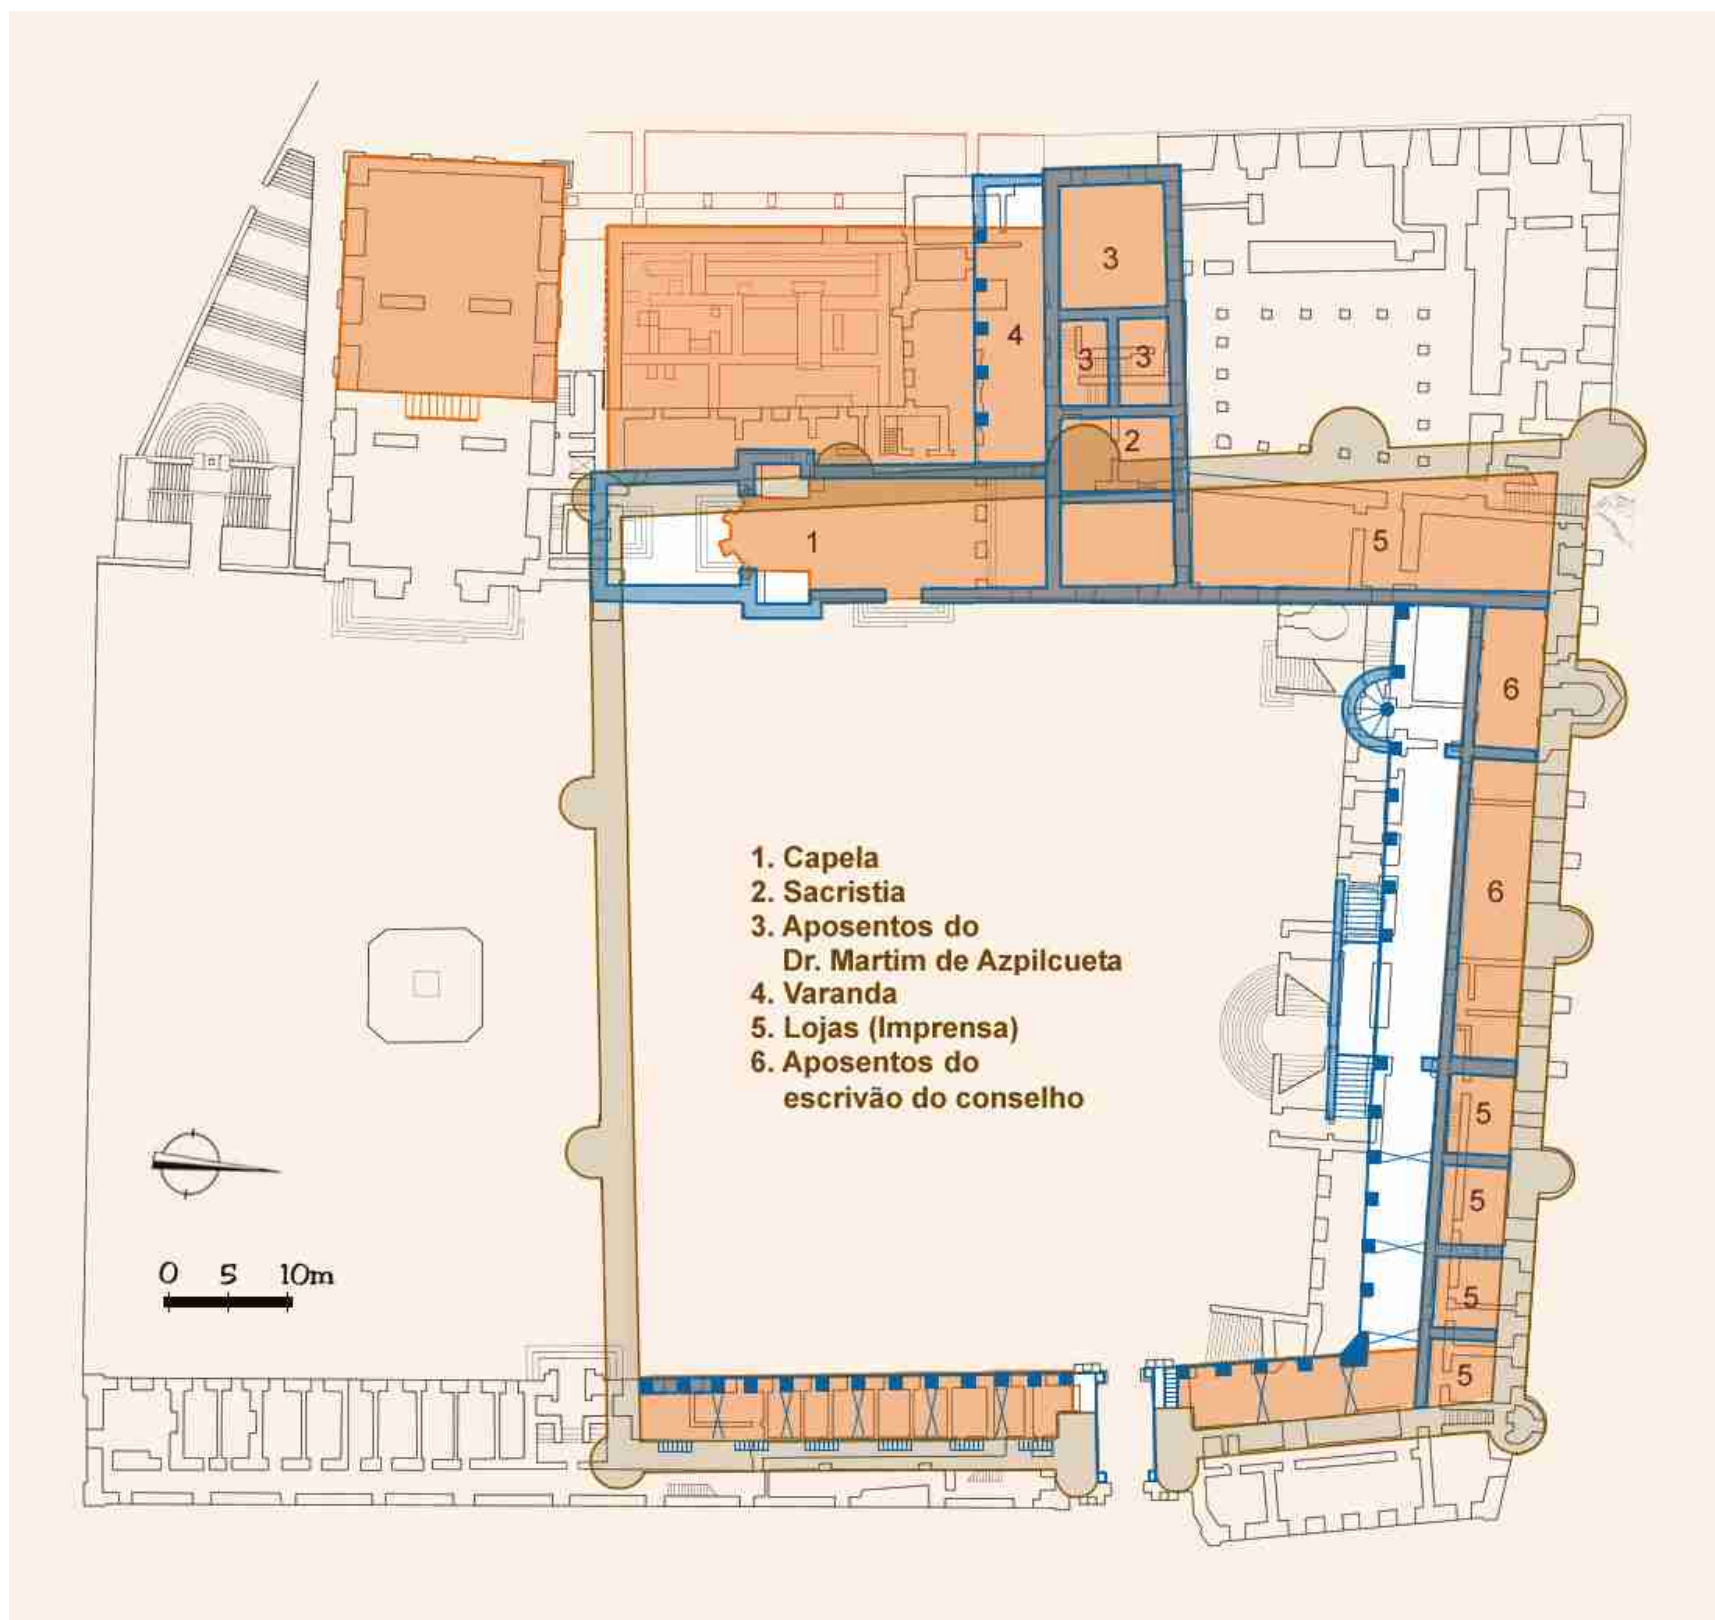 3
4
3 3
2
1
5
6
1. Capela
2. Sacristia
6
3. Aposentos do
Dr. Martim de Azpilcueta
4. Varanda
5. Lojas (Imprensa)
6. Aposentos do
escrivão do conselho
5
5
0 5 10m
5
5